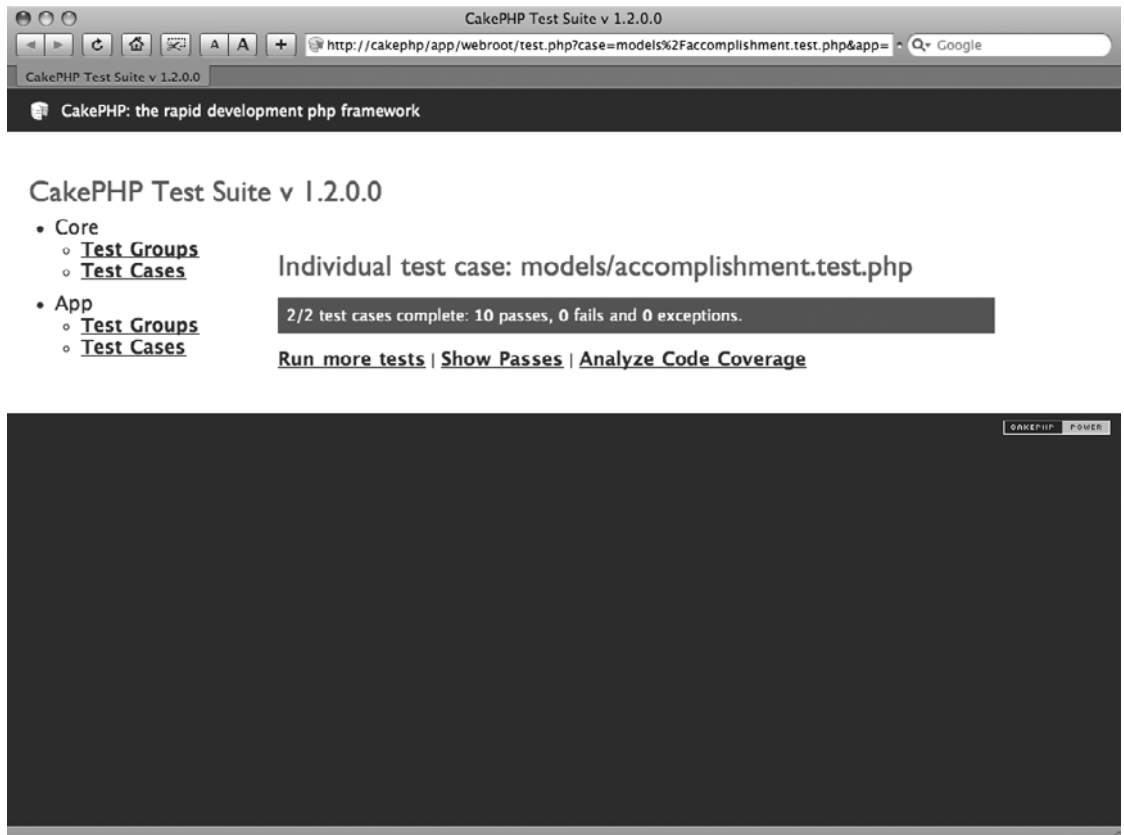 CakePHP Test Suite v 1.2.0.0
A A + http://cakephp/app/webroot/test.php?case=models%2Faccomplishment.test.php&app= Google
CakePHP Test Suite v 1.2.0.0
CakePHP: the rapid development php framework
CakePHP Test Suite v 1.2.0.0
• Core
◦ Test Groups
◦ Test Cases
• App
◦ Test Groups
◦ Test Cases
Individual test case: models/accomplishment.test.php
2/2 test cases complete: 10 passes, 0 fails and 0 exceptions.
Run more tests | Show Passes | Analyze Code Coverage
CAKEPHP POWER